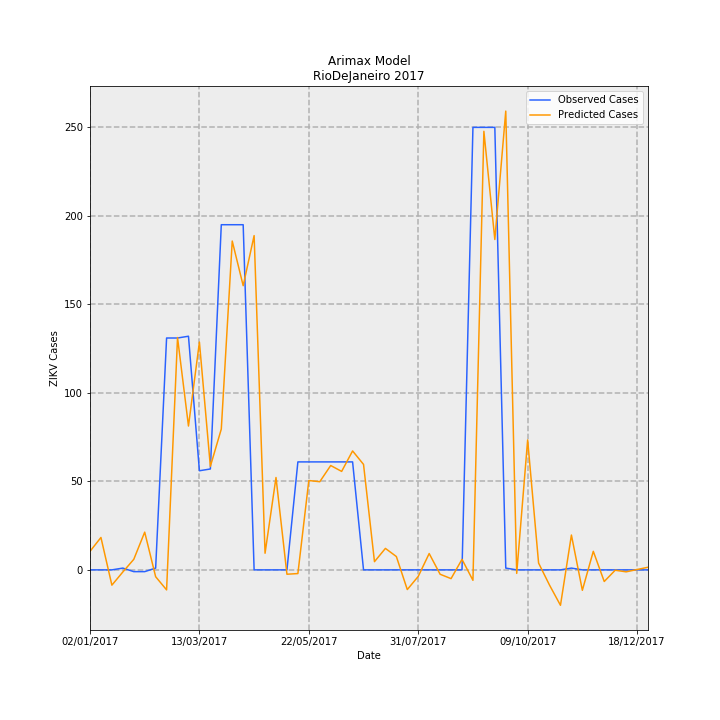 Arimax Model
RioDeJaneiro 2017
Observed Cases
Predicted Cases
250
200
150
100
50
0
ZIKV Cases
02/01/2017 13/03/2017 22/05/2017 31/07/2017 09/10/2017 18/12/2017
Date